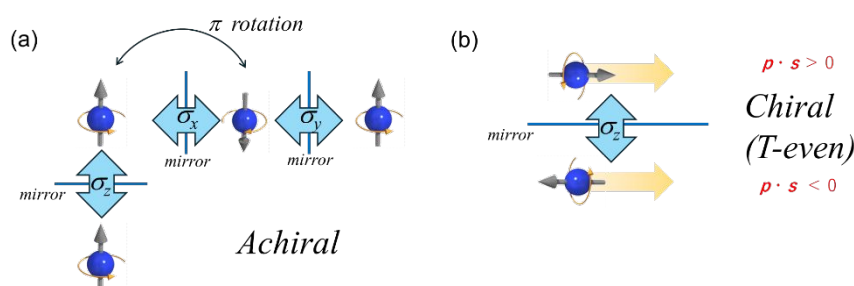 (a)
π rotation
σx
σy
mirror
mirror
mirror
σz
Achiral
(b)
p · s > 0
mirror
σz
Chiral
(T-even)
p · s < 0